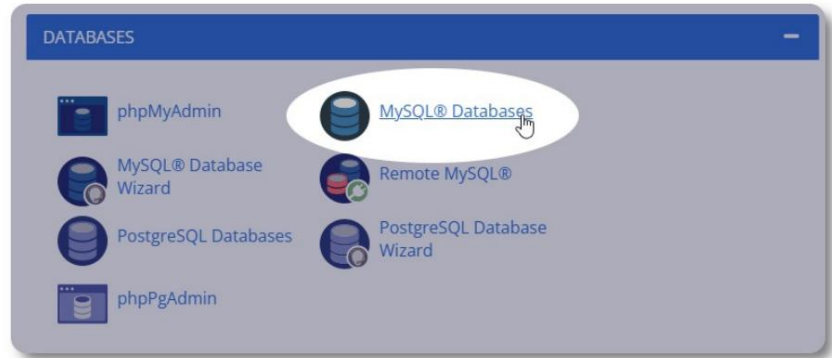 DATABASES
phpMyAdmin
MySQL® Databases
MySQL® Database
Wizard
Remote MySQL®
PostgreSQL Databases
PostgreSQL Database
Wizard
phpPgAdmin